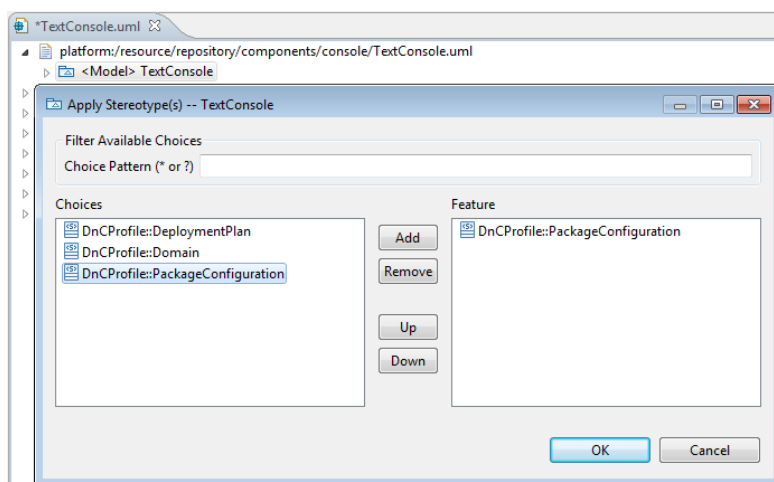 *TextConsole.uml
platform:/resource/repository/components/console/TextConsole.uml
<Model> TextConsole
Apply Stereotype(s) -- TextConsole
Filter Available Choices
Choice Pattern (* or ?)
Choices
DnCProfile::DeploymentPlan
DnCProfile::Domain
DnCProfile::PackageConfiguration
Add
Remove
Up
Down
Feature
DnCProfile::PackageConfiguration
OK
Cancel